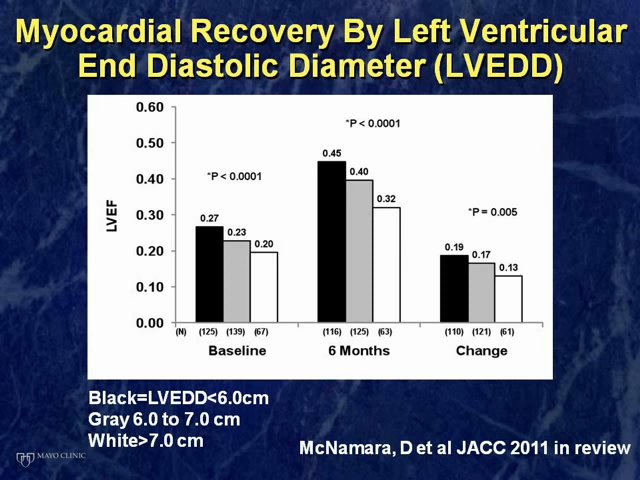 Myocardial Recovery By Left Ventricular
End Diastolic Diameter (LVEDD)
0.60
0.50
0.40
0.30
0.20
0.10
0.00
LVEF
*P < 0.0001
*P < 0.0001
*P = 0.005
0.27
0.23
0.20
0.45
0.40
0.32
0.19
0.17
0.13
(N) (125) (139) (67) (116) (125) (63) (110) (121) (61)
Baseline 6 Months Change
Black=LVEDD<6.0cm
Gray 6.0 to 7.0 cm
White>7.0 cm
McNamara, D et al JACC 2011 in review
MAYO CLINIC